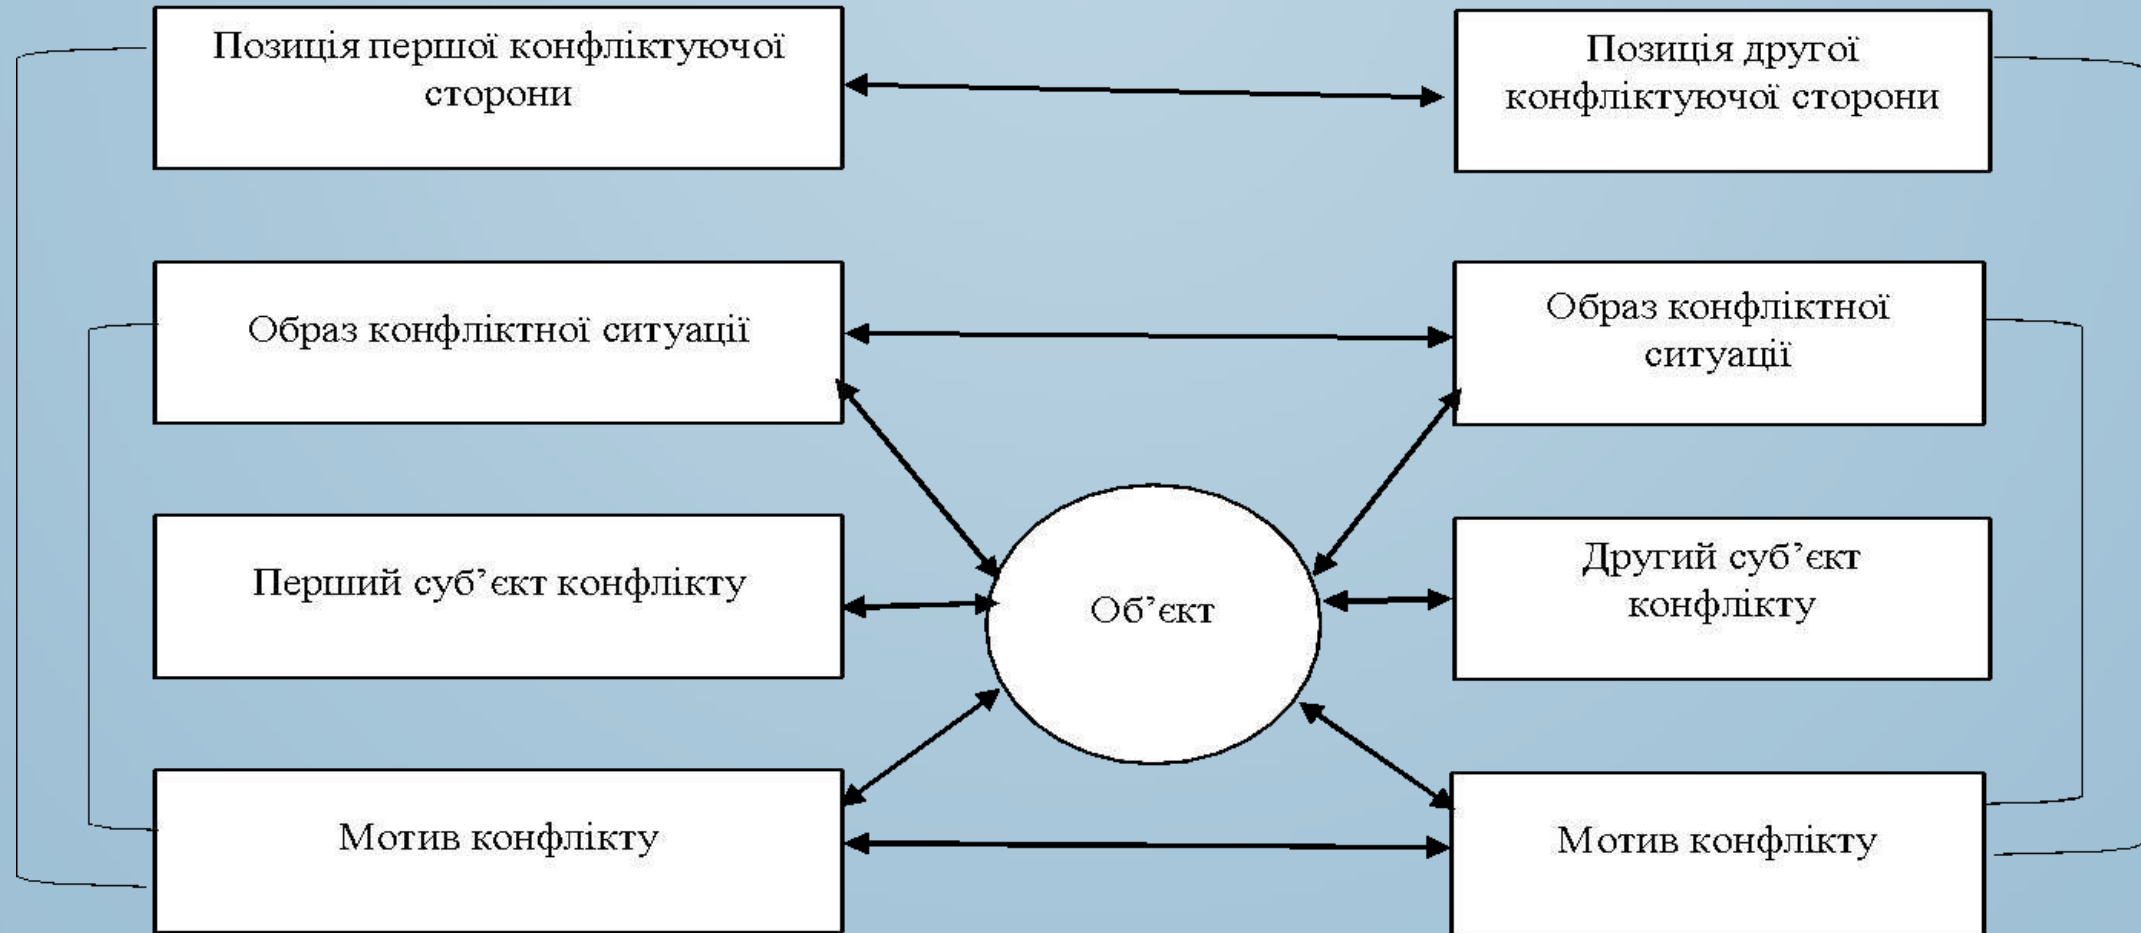 Позиція першої конфліктуючої
сторони
Позиція другої
конфліктуючої сторони
Образ конфліктної ситуації
Образ конфліктної
ситуації
Перший суб’єкт конфлікту
Об’єкт
Другий суб’єкт
конфлікту
Мотив конфлікту
Мотив конфлікту